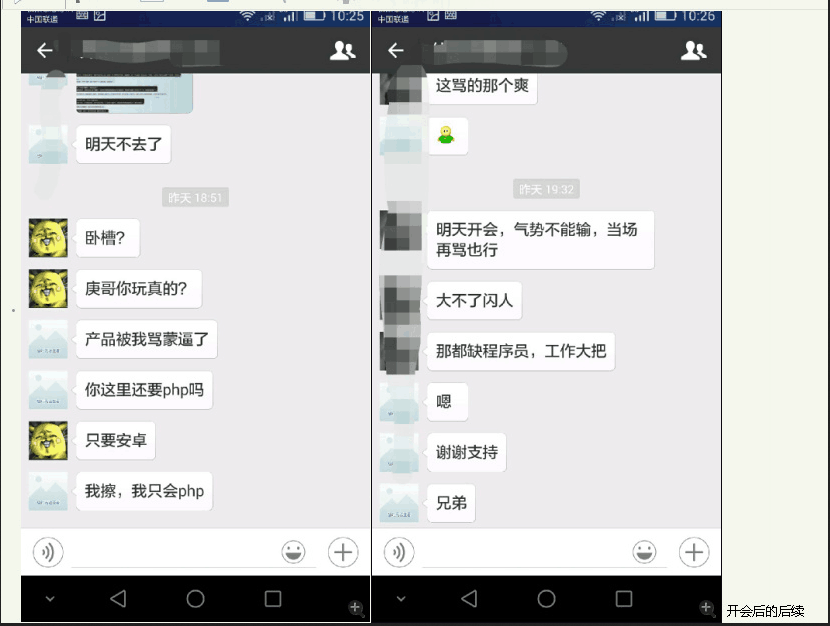 中国联通
10:25
明天不去了
昨天 18:51
卧槽？
庚哥你玩真的？
产品被我骂蒙逼了
你这里还要php吗
只要安卓
我擦，我只会php
中国联通
10:26
这骂的那个爽
昨天 19:32
明天开会，气势不能输，当场
再骂也行
大不了闪人
那都缺程序员，工作大把
嗯
谢谢支持
兄弟
开会后的后续